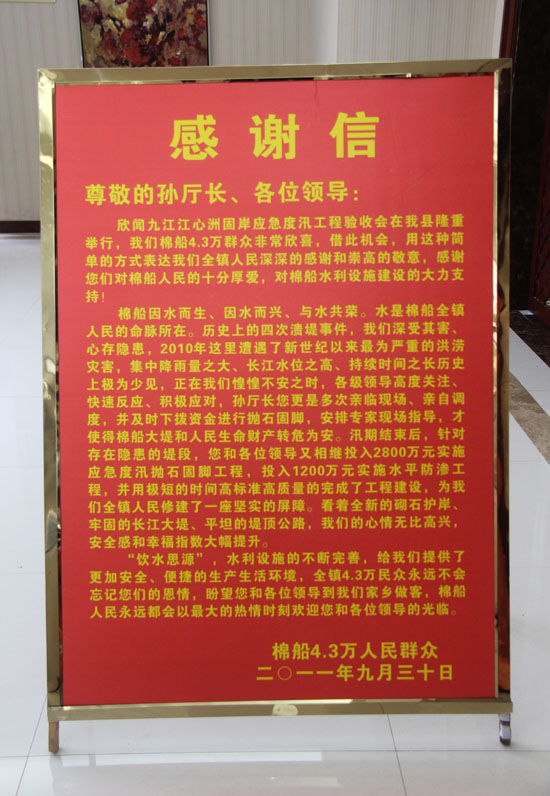 感谢信
尊敬的孙厅长、各位领导：
欣闻九江江心洲固岸应急度汛工程验收会在我县隆重
举行，我们棉船4.3万群众非常欣喜，借此机会，用这种简
单的方式表达我们全镇人民深深的感谢和崇高的敬意，感谢
您们对棉船人民的十分厚爱，对棉船水利设施建设的大力支
持！
棉船因水而生、因水而兴、与水共荣。水是棉船全镇
人民的命脉所在。历史上的四次溃堤事件，我们深受其害、
心存隐患，2010年这里遭遇了新世纪以来最为严重的洪涝
灾害，集中降雨量之大、长江水位之高、持续时间之长历史
上极为少见，正在我们惶惶不安之时，各级领导高度关注、
快速反应、积极应对，孙厅长您更是多次亲临现场、亲自调
度，并及时下拨资金进行抛石固脚，安排专家现场指导，才
使得棉船大堤和人民生命财产转危为安。汛期结束后，针对
存在隐患的堤段，您和各位领导又相继投入2800万元实施
应急度汛抛石固脚工程，投入1200万元实施水平防渗工
程，并用极短的时间高标准高质量的完成了工程建设，为我
们全镇人民修建了一座坚实的屏障。看着全新的砌石护岸、
牢固的长江大堤、平坦的堤顶公路，我们的心情无比高兴，
安全感和幸福指数大幅提升。
“饮水思源”，水利设施的不断完善，给我们提供了
更加安全、便捷的生产生活环境，全镇4.3万民众永远不会
忘记您们的恩情，盼望您和各位领导到我们家乡做客，棉船
人民永远都会以最大的热情时刻欢迎您和各位领导的光临。
棉船4.3万人民群众
二〇一一年九月三十日